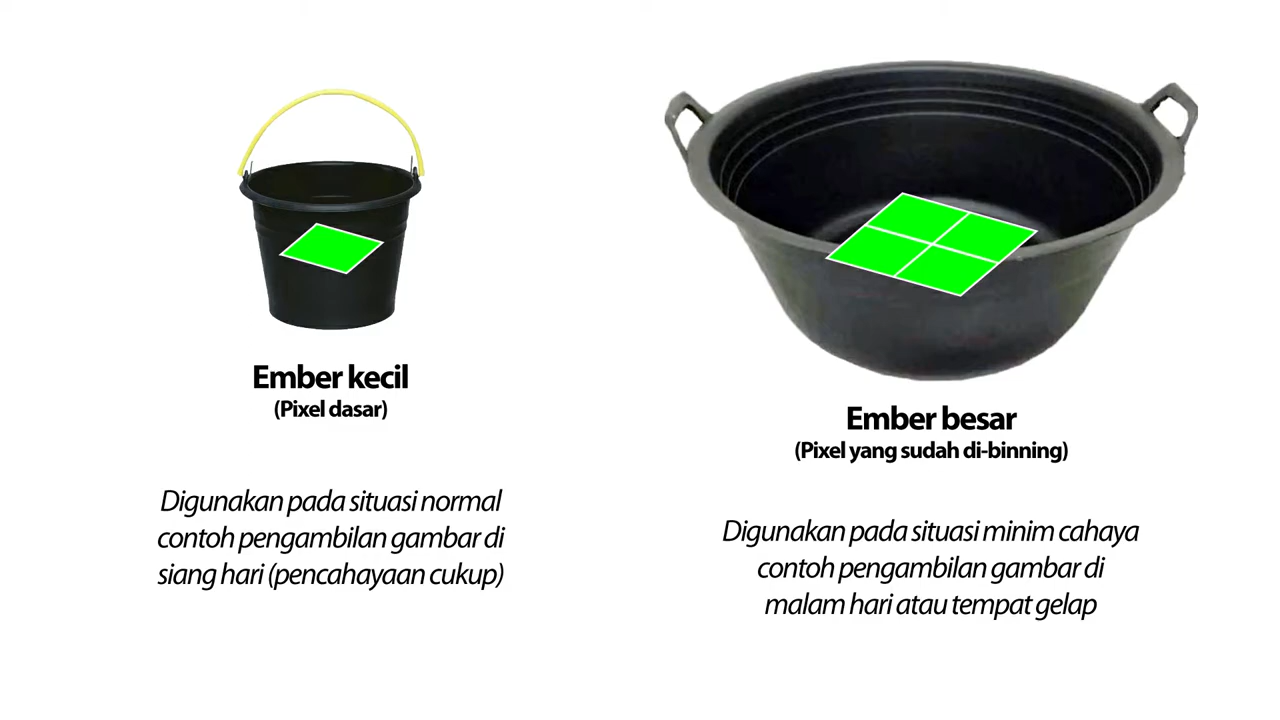 Ember kecil
(Pixel dasar)
Digunakan pada situasi normal
contoh pengambilan gambar di
siang hari (pencahayaan cukup)
Ember besar
(Pixel yang sudah di-binning)
Digunakan pada situasi minim cahaya
contoh pengambilan gambar di
malam hari atau tempat gelap